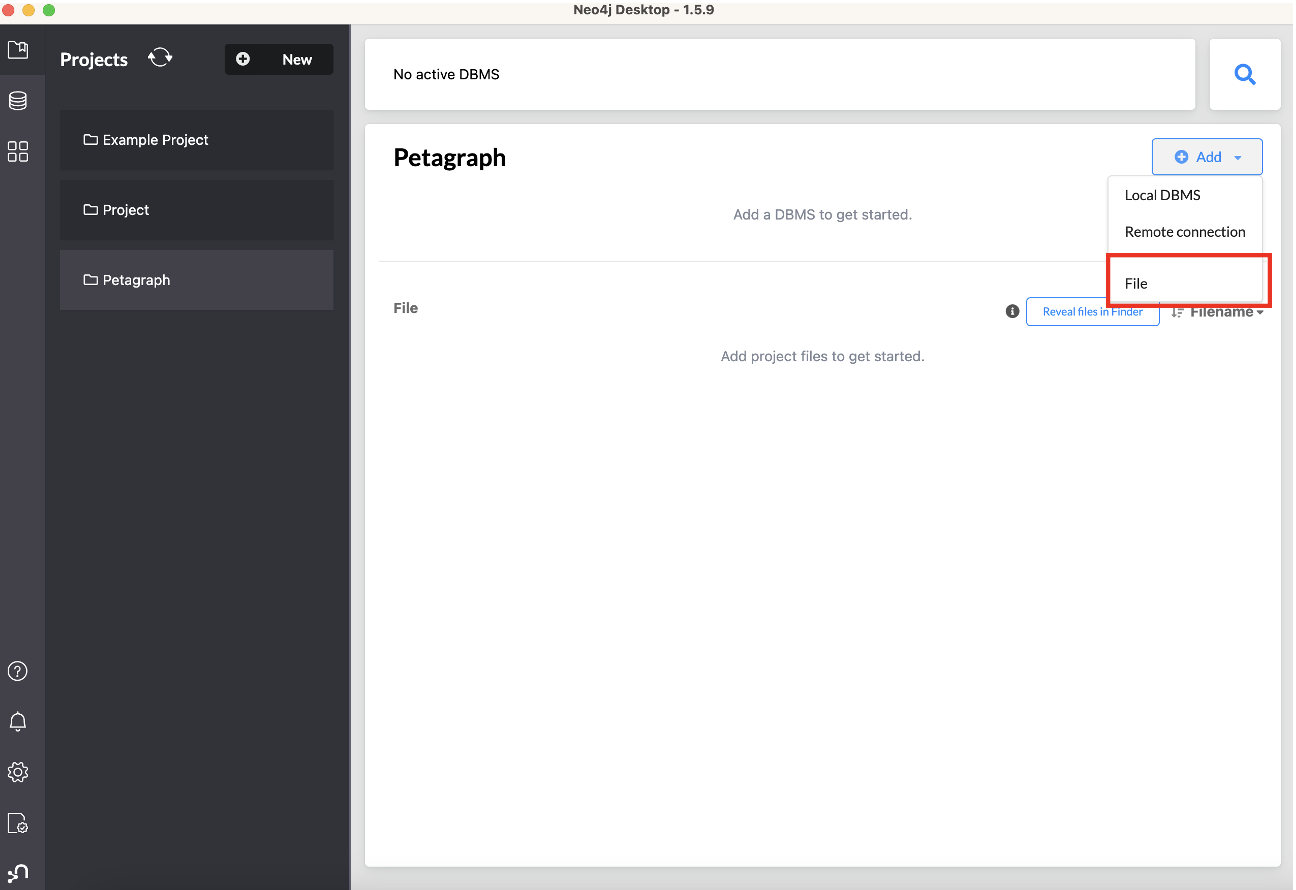 Neo4j Desktop - 1.5.9
Projects
New
Example Project
Project
Petagraph
No active DBMS
Petagraph
Add
Local DBMS
Remote connection
File
Add a DBMS to get started.
File
Reveal files in Finder
Filename
Add project files to get started.